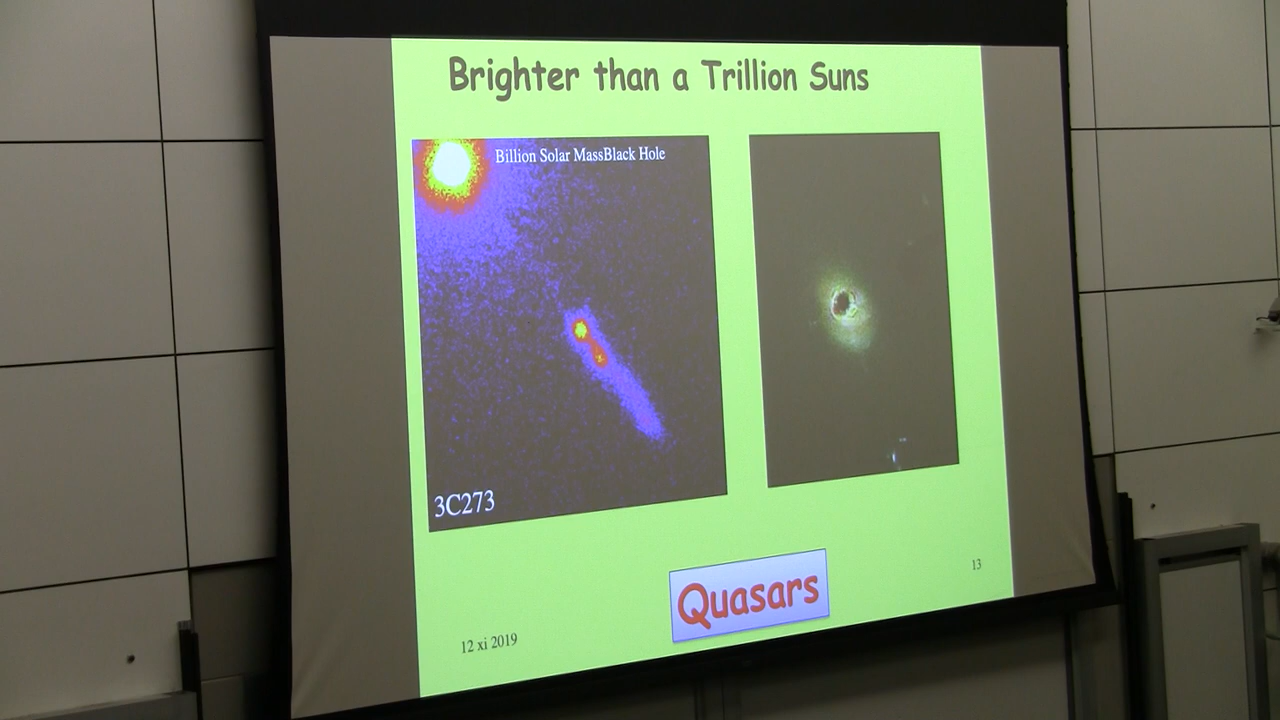 Brighter than a Trillion Suns
Billion Solar MassBlack Hole
3C273
Quasars
13
12 xi 2019